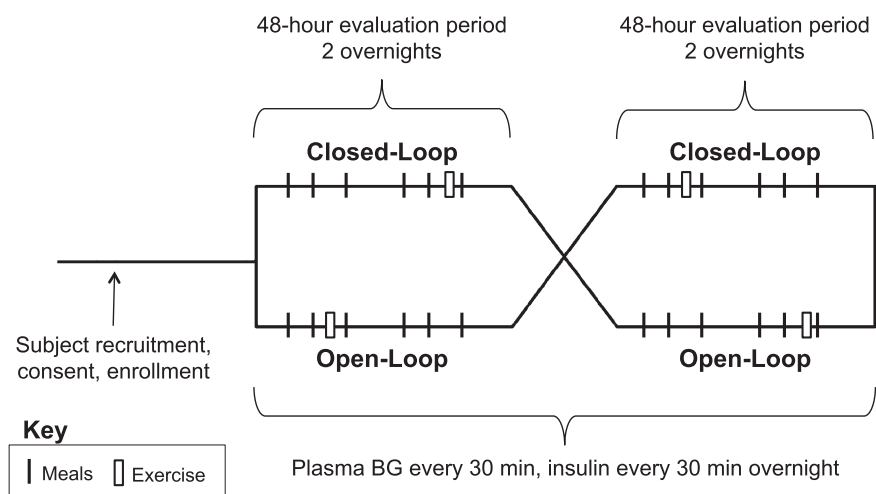 48-hour evaluation period
2 overnights
48-hour evaluation period
2 overnights
Closed-Loop
Closed-Loop
Subject recruitment,
consent, enrollment
Open-Loop
Open-Loop
Key
Meals
Exercise
Plasma BG every 30 min, insulin every 30 min overnight